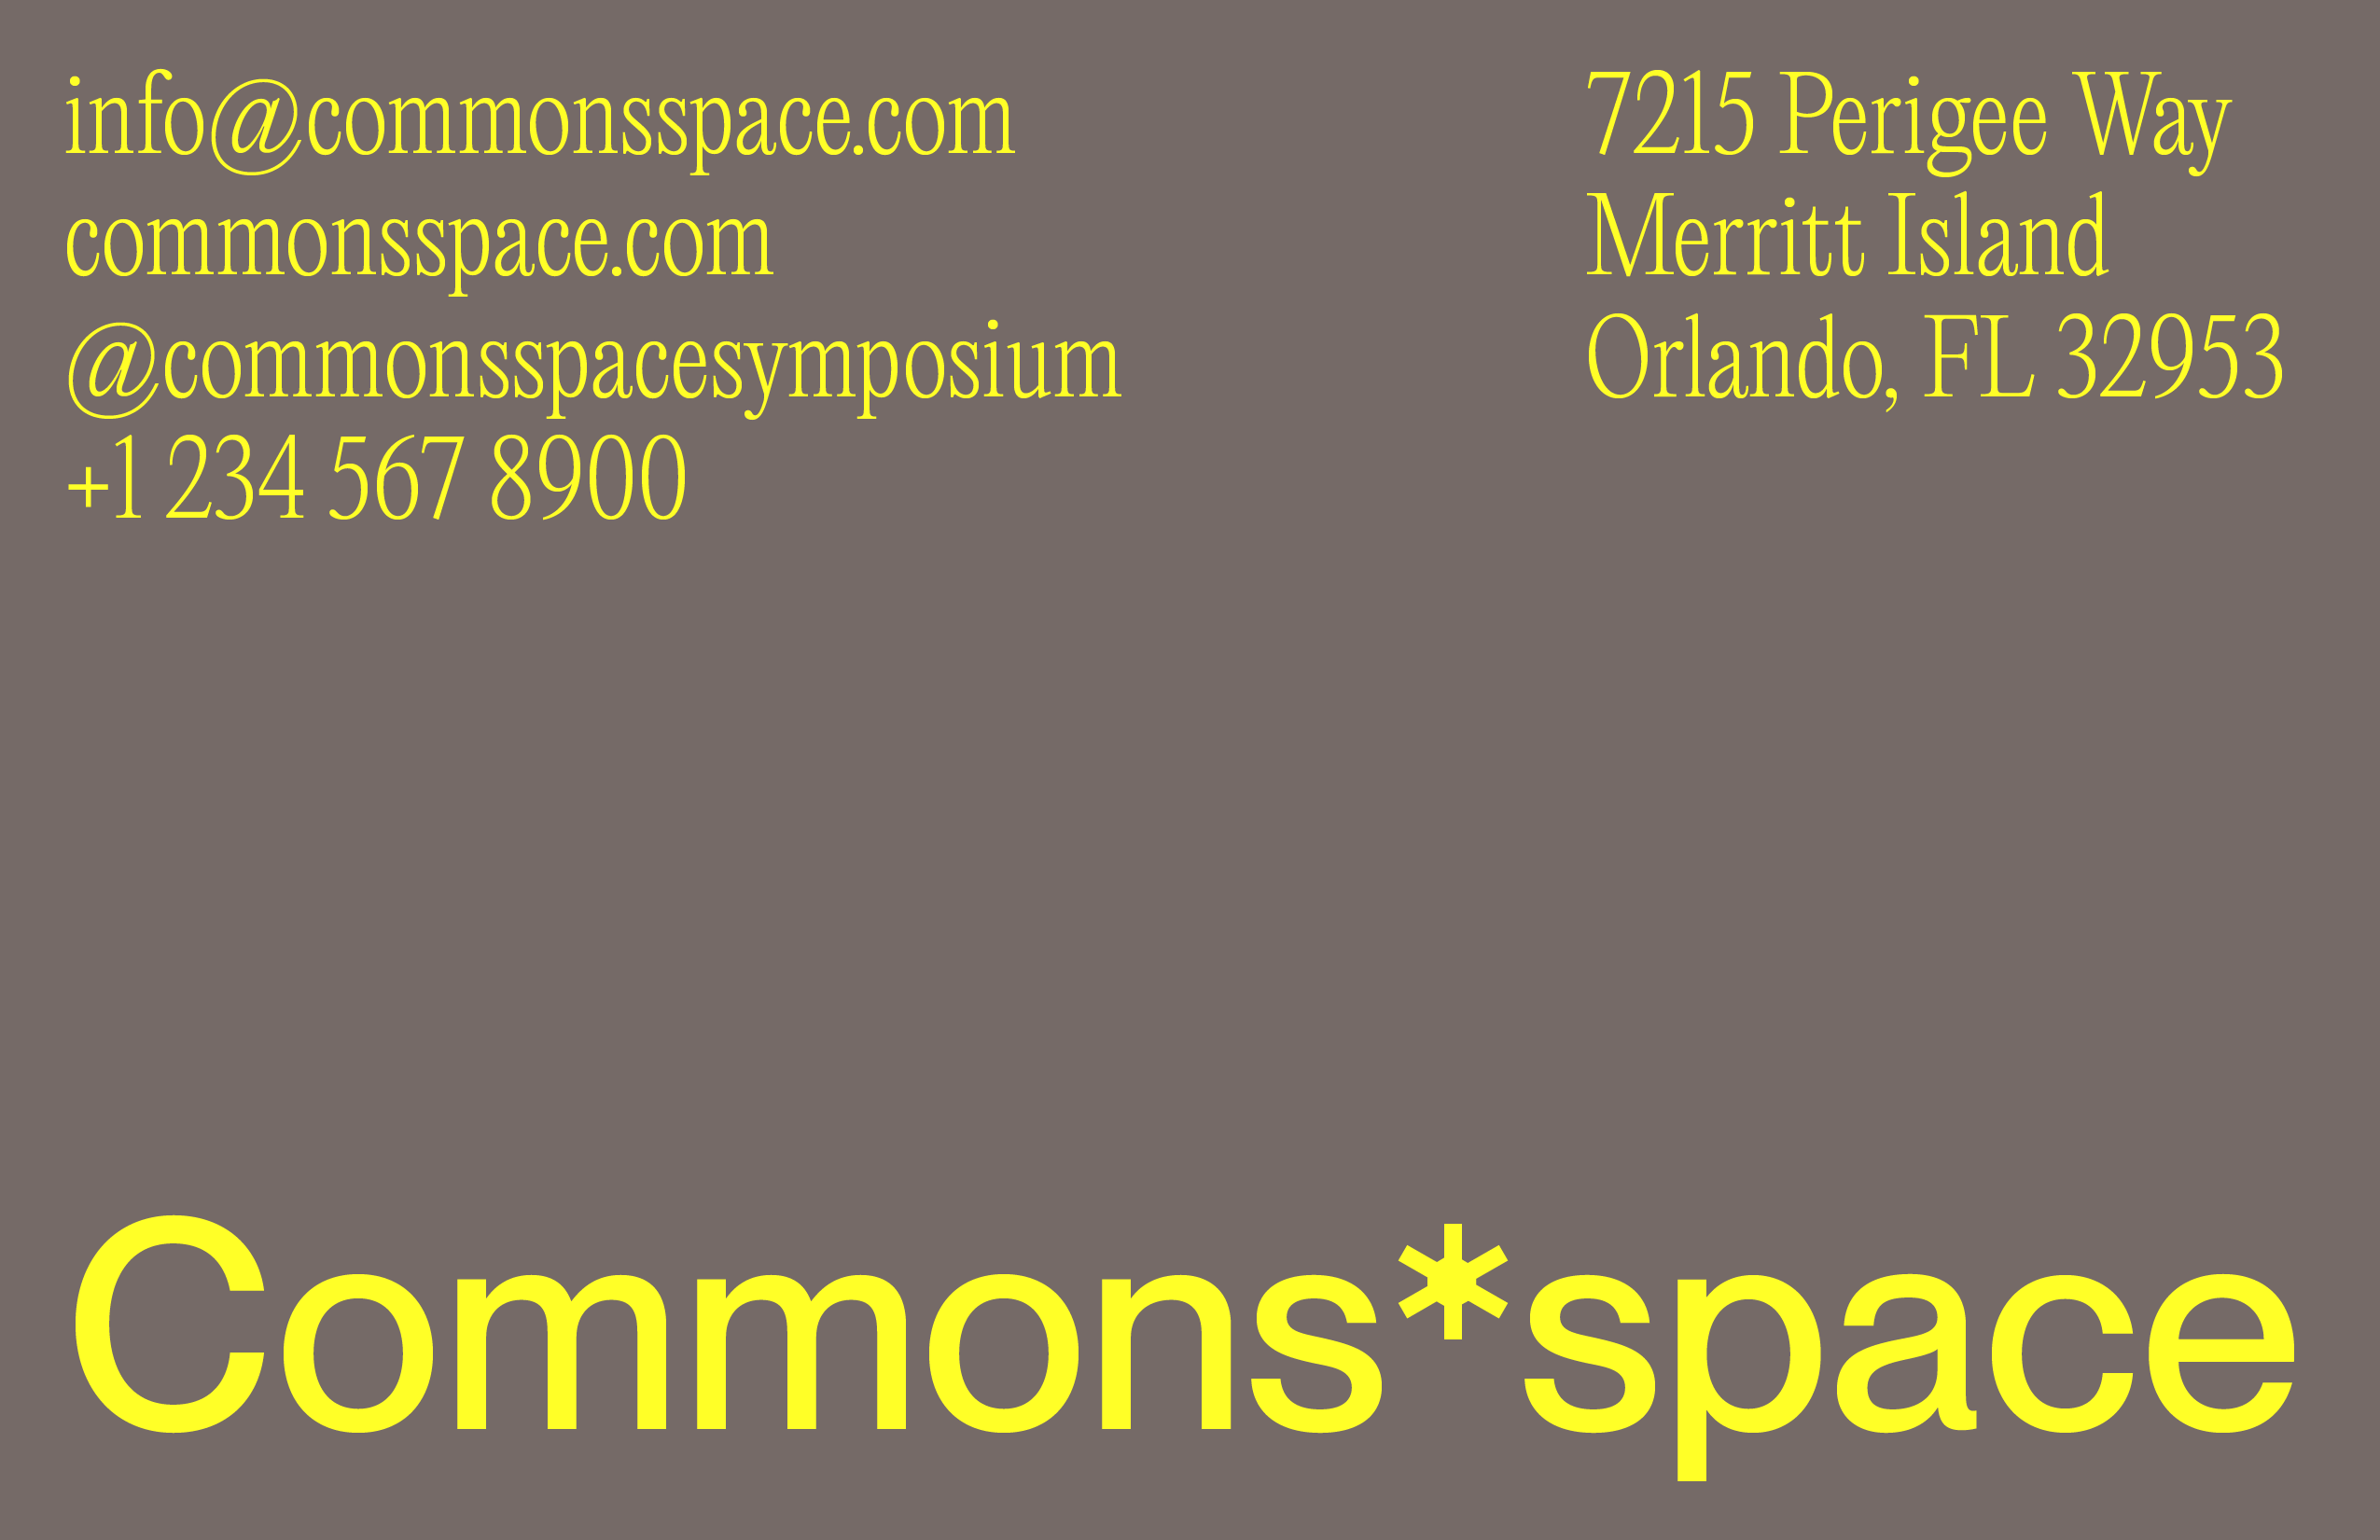 info@commonsspace.com
commonsspace.com
@commonsspacesymposium
+1 234 567 8900
7215 Perigee Way
Merritt Island
Orlando, FL 32953
Commons*space